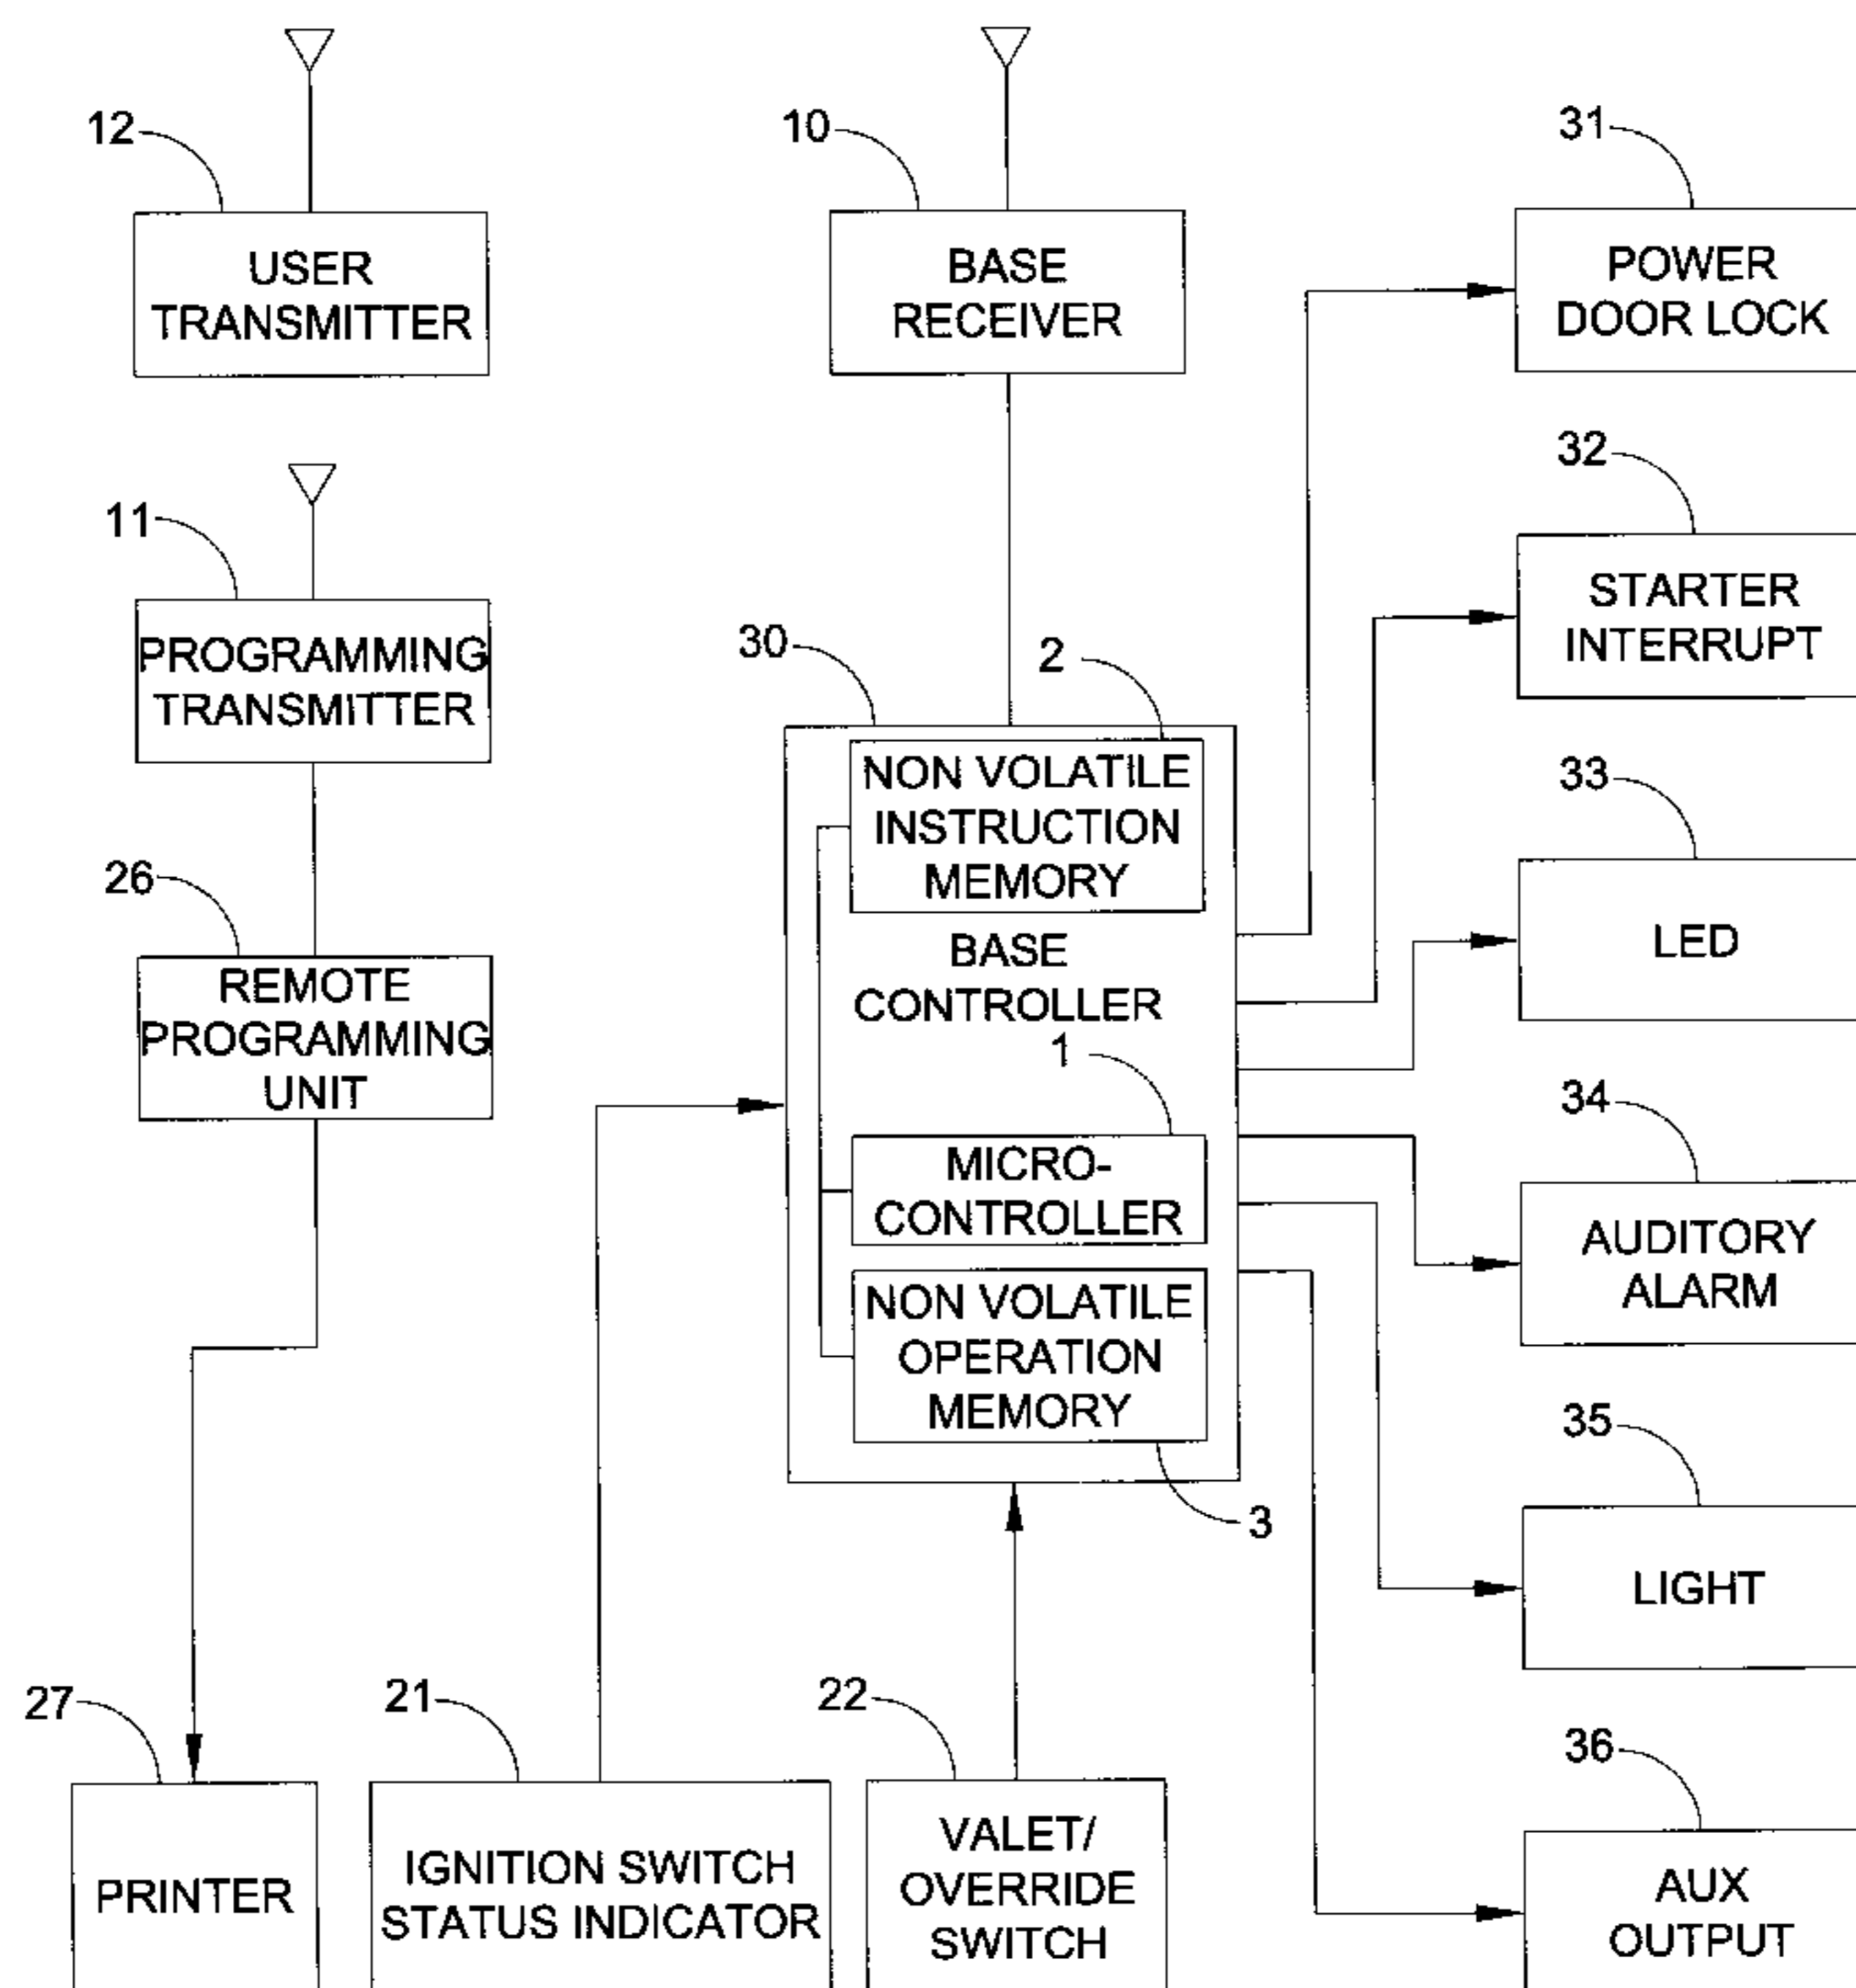 12
USER
TRANSMITTER
10
BASE
RECEIVER
31
POWER
DOOR LOCK
11
PROGRAMMING
TRANSMITTER
32
STARTER
INTERRUPT
26
REMOTE
PROGRAMMING
UNIT
30
2
NON VOLATILE
INSTRUCTION
MEMORY
BASE
CONTROLLER
1
MICRO-
CONTROLLER
NON VOLATILE
OPERATION
MEMORY
3
33
LED
34
AUDITORY
ALARM
35
LIGHT
27
PRINTER
21
IGNITION SWITCH
STATUS INDICATOR
22
VALET/
OVERRIDE
SWITCH
36
AUX
OUTPUT